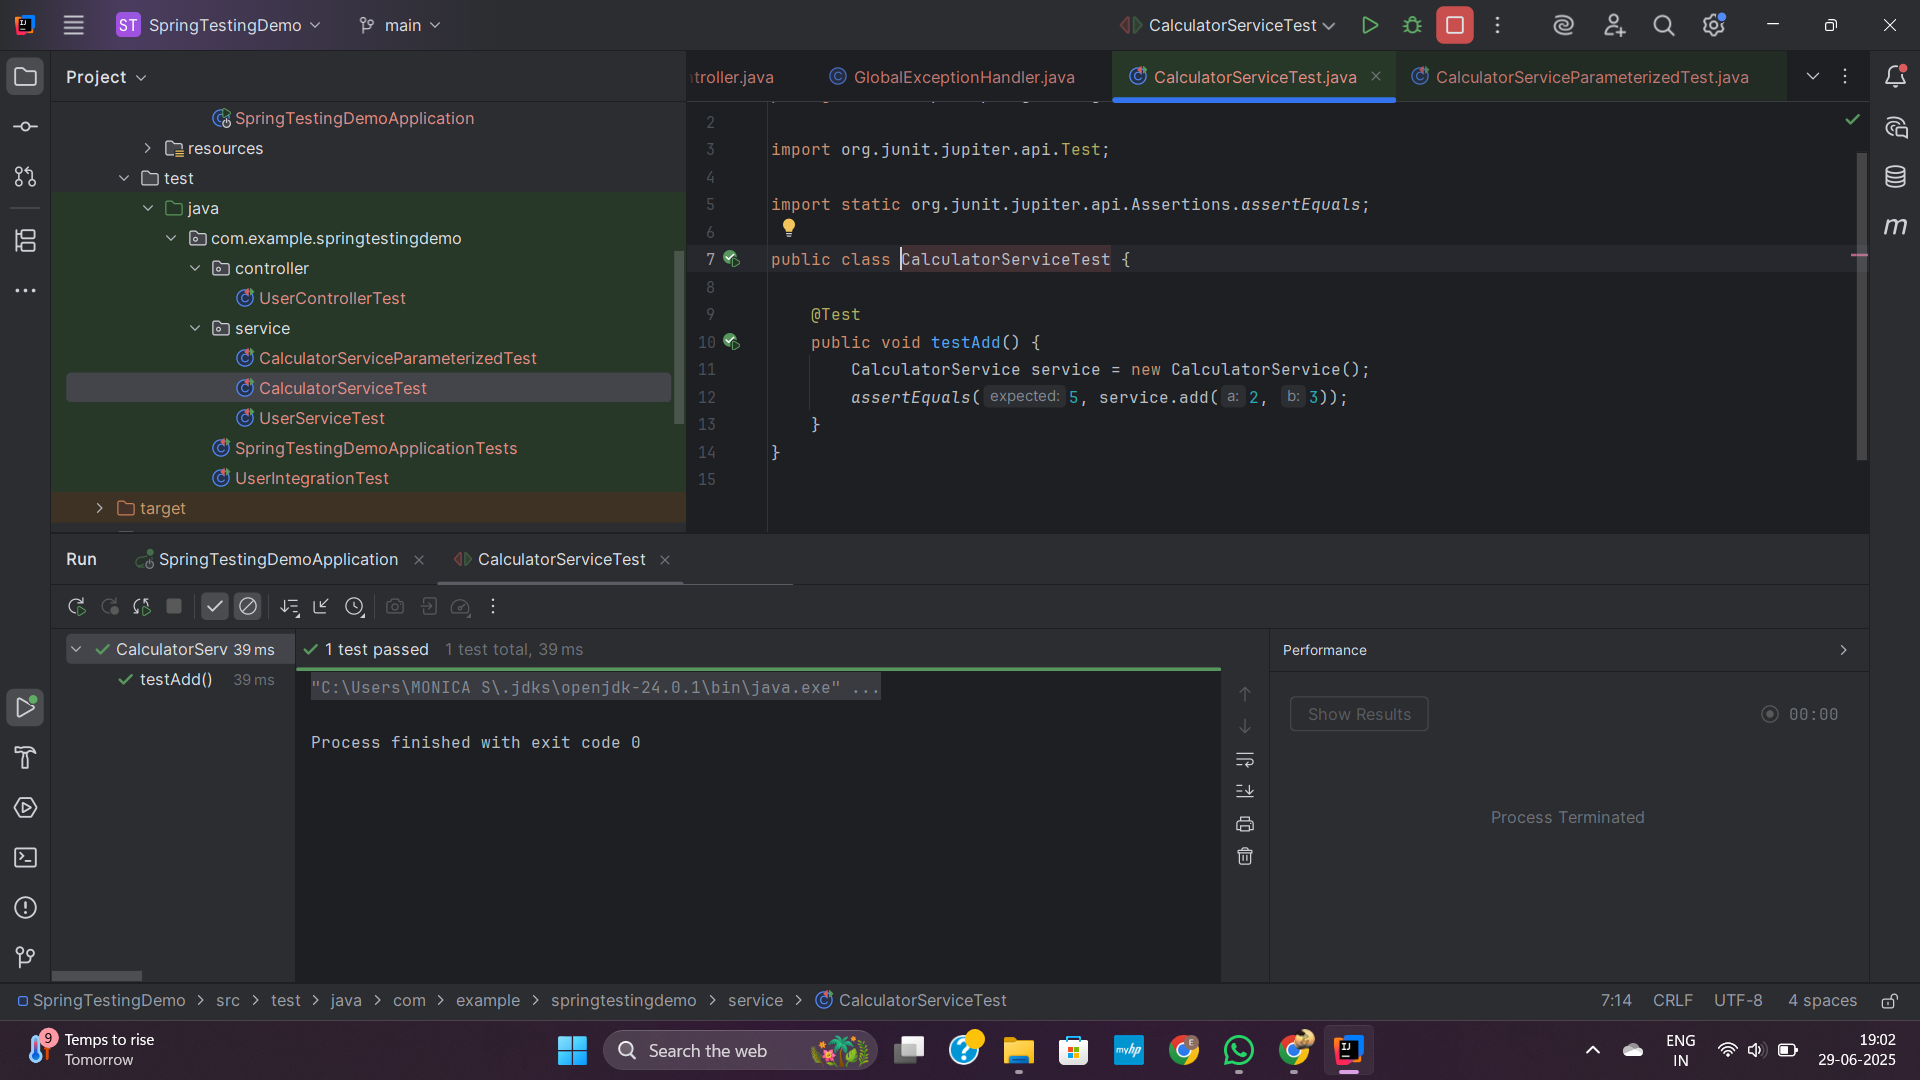 ST SpringTestingDemo main CalculatorServiceTest
Project
SpringTestingDemoApplication
resources
test
java
com.example.springtestingdemo
controller
UserControllerTest
service
CalculatorServiceParameterizedTest
CalculatorServiceTest
UserServiceTest
SpringTestingDemoApplicationTests
UserIntegrationTest
target
troller.java GlobalExceptionHandler.java CalculatorServiceTest.java CalculatorServiceParameterizedTest.java
2
3 import org.junit.jupiter.api.Test;
4
5 import static org.junit.jupiter.api.Assertions.assertEquals;
6
7 public class CalculatorServiceTest {
8
9 @Test
10 public void testAdd() {
11 CalculatorService service = new CalculatorService();
12 assertEquals( expected: 5, service.add( a: 2, b: 3));
13 }
14 }
15
m
Run SpringTestingDemoApplication CalculatorServiceTest
CalculatorServ 39 ms
testAdd() 39 ms
1 test passed 1 test total, 39 ms
"C:\Users\MONICA S\.jdks\openjdk-24.0.1\bin\java.exe" ...
Process finished with exit code 0
Performance
Show Results 00:00
Process Terminated
SpringTestingDemo > src > test > java > com > example > springtestingdemo > service > CalculatorServiceTest
7:14 CRLF UTF-8 4 spaces
9 Temps to rise
Tomorrow
Search the web
myhp
ENG
IN
19:02
29-06-2025